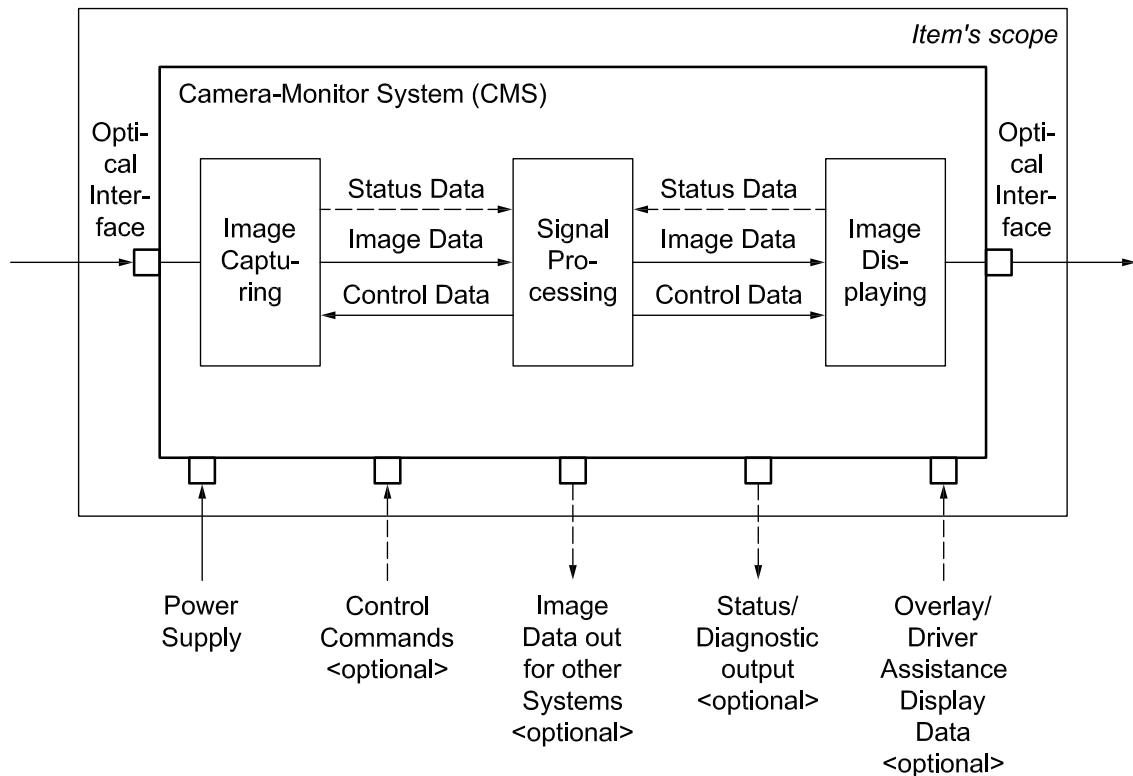 Item's scope
Camera-Monitor System (CMS)
Opti-
cal
Inter-
face
Image
Captu-
ring
Status Data
Image Data
Control Data
Signal
Pro-
cessing
Status Data
Image Data
Control Data
Image
Dis-
playing
Opti-
cal
Inter-
face
Power
Supply
Control
Commands
<optional>
Image
Data out
for other
Systems
<optional>
Status/
Diagnostic
output
<optional>
Overlay/
Driver
Assistance
Display
Data
<optional>